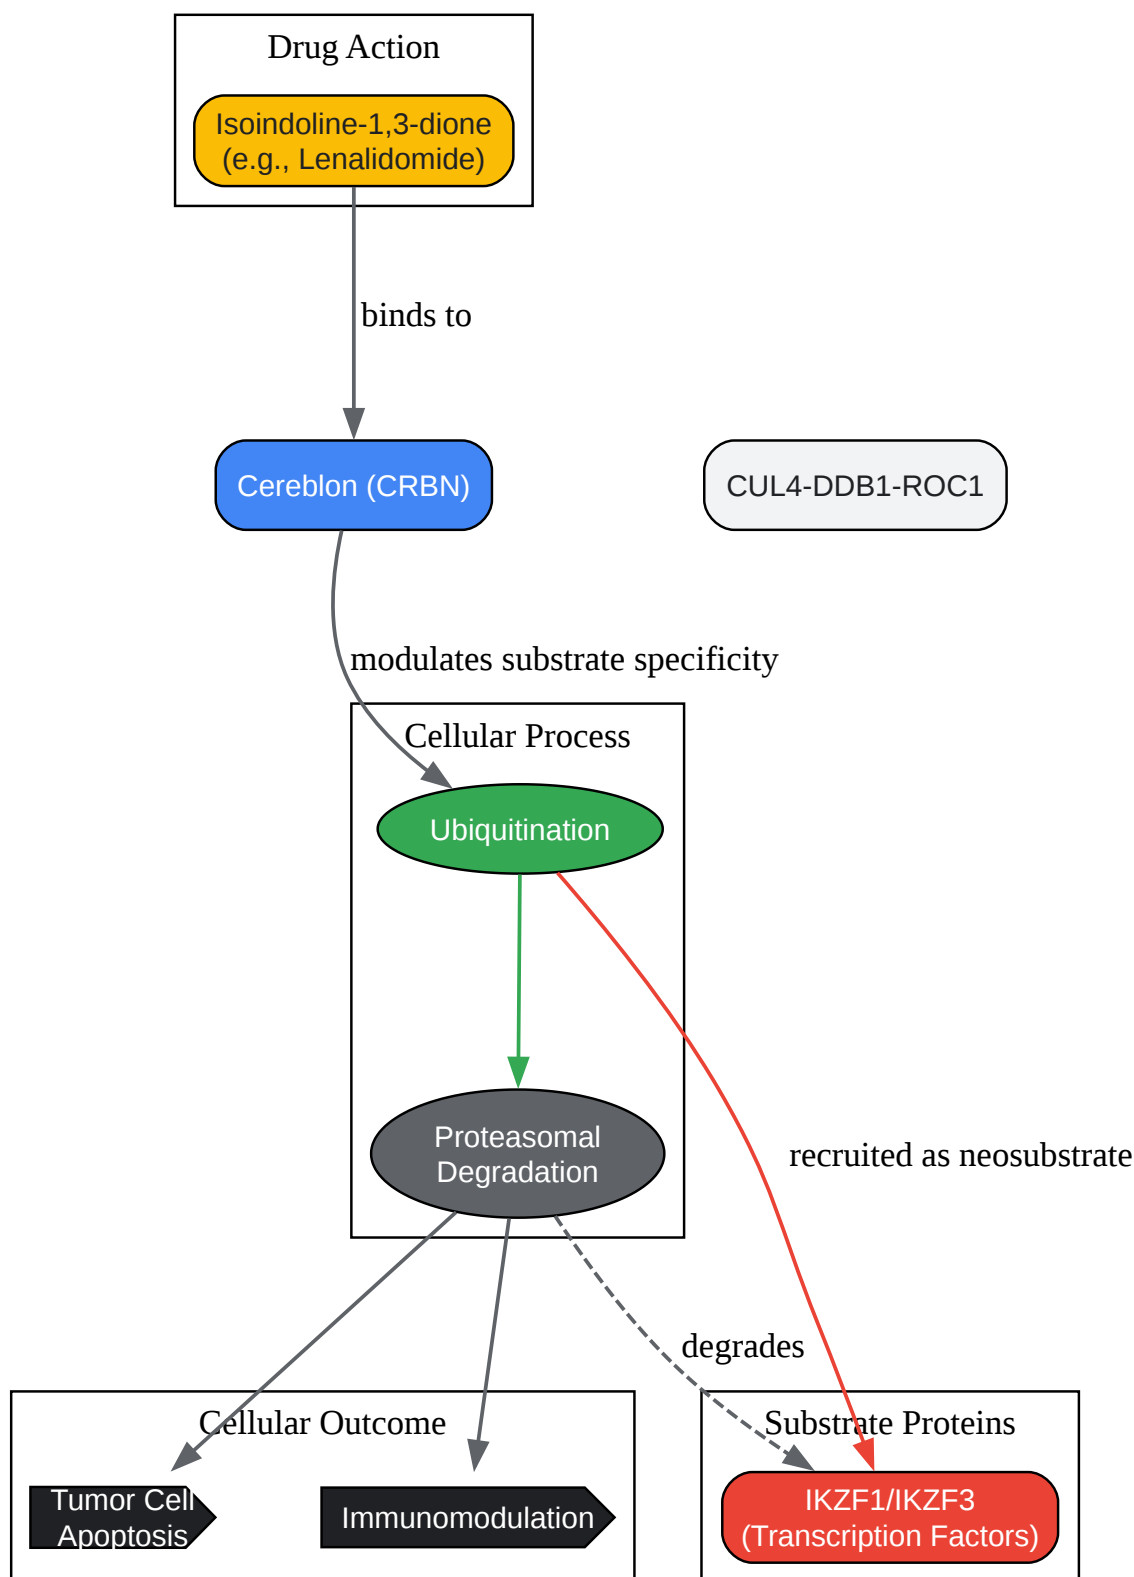 Drug Action
Isoindoline-1,3-dione
(e.g., Lenalidomide)
binds to
Cereblon (CRBN)
CUL4-DDB1-ROC1
modulates substrate specificity
Cellular Process
Ubiquitination
Proteasomal
Degradation
recruited as neosubstrate
degrades
Cellular Outcome
Tumor Cell
Apoptosis
Immunomodulation
Substrate Proteins
IKZF1/IKZF3
(Transcription Factors)